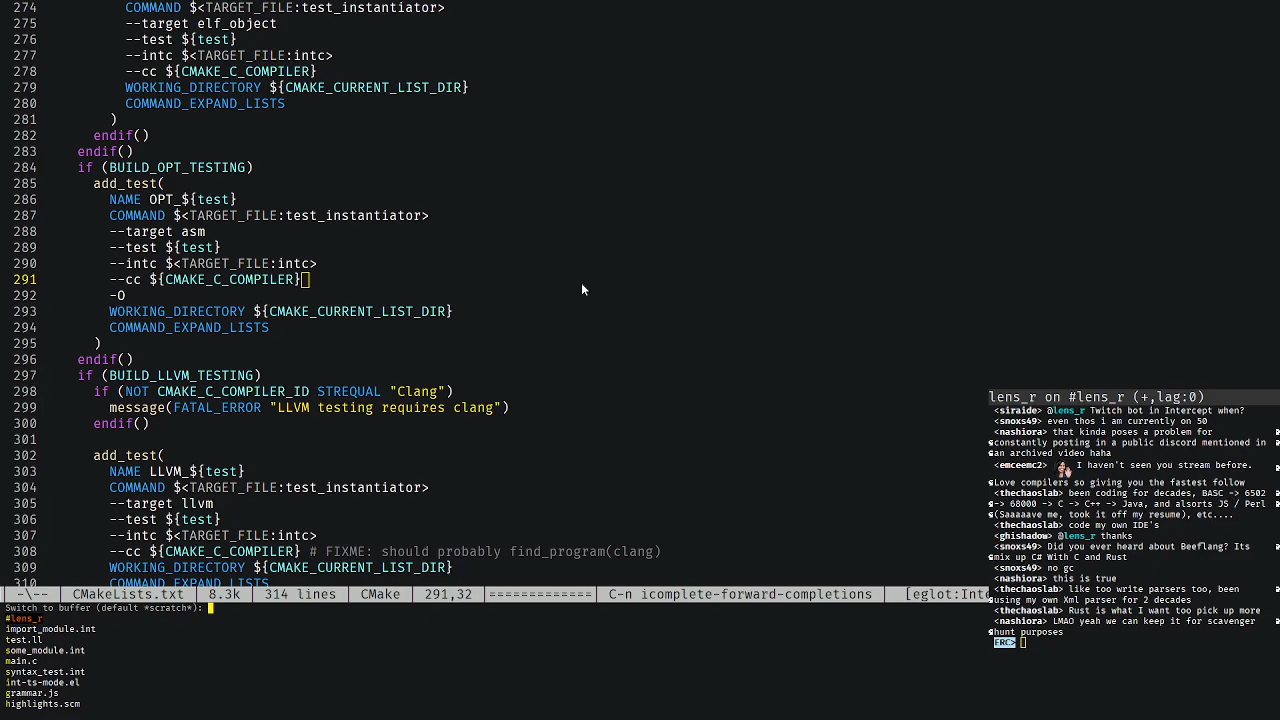 274 COMMAND $<TARGET_FILE:test_instantiator>
275 --target elf_object
276 --test ${test}
277 --intc $<TARGET_FILE:intc>
278 --cc ${CMAKE_C_COMPILER}
279 WORKING_DIRECTORY ${CMAKE_CURRENT_LIST_DIR}
280 COMMAND_EXPAND_LISTS
281 )
282 endif()
283 endif()
284 if (BUILD_OPT_TESTING)
285 add_test(
286 NAME OPT_${test}
287 COMMAND $<TARGET_FILE:test_instantiator>
288 --target asm
289 --test ${test}
290 --intc $<TARGET_FILE:intc>
291 --cc ${CMAKE_C_COMPILER}
292 -O
293 WORKING_DIRECTORY ${CMAKE_CURRENT_LIST_DIR}
294 COMMAND_EXPAND_LISTS
295 )
296 endif()
297 if (BUILD_LLVM_TESTING)
298 if (NOT CMAKE_C_COMPILER_ID STREQUAL "Clang")
299 message(FATAL_ERROR "LLVM testing requires clang")
300 endif()
301
302 add_test(
303 NAME LLVM_${test}
304 COMMAND $<TARGET_FILE:test_instantiator>
305 --target llvm
306 --test ${test}
307 --intc $<TARGET_FILE:intc>
308 --cc ${CMAKE_C_COMPILER} # FIXME: should probably find_program(clang)
309 WORKING_DIRECTORY ${CMAKE_CURRENT_LIST_DIR}
310 COMMAND_EXPAND_LISTS
-\-- CMakeLists.txt 8.3k 314 lines CMake 291,32 ============= C-n icomplete-forward-completions [eglot:Inte
Switch to buffer (default *scratch*):
#lens_r
import_module.int
test.ll
some_module.int
main.c
syntax_test.int
int-ts-mode.el
grammar.js
highlights.scm
lens_r on #lens_r (+,lag:0)
<siraide> @lens_r Twitch bot in Intercept when?
<snoxs49> even thos i am currently on 50
<nashiora> that kinda poses a problem for
constantly posting in a public discord mentioned in
an archived video haha
<emceemc2> I haven't seen you stream before.
Love compilers so giving you the fastest follow
<thechaoslab> been coding for decades, BASC -> 6502
-> 68000 -> C -> C++ -> Java, and alsorts JS / Perl
(Saaaaave me, took it off my resume), etc....
<thechaoslab> code my own IDE's
<ghishadow> @lens_r thanks
<snoxs49> Did you ever heard about Beeflang? Its
mix up C# With C and Rust
<snoxs49> no gc
<nashiora> this is true
<thechaoslab> like too write parsers too, been
using my own Xml parser for 2 decades
<thechaoslab> Rust is what I want too pick up more
<nashiora> LMAO yeah we can keep it for scavenger
hunt purposes
ERC>